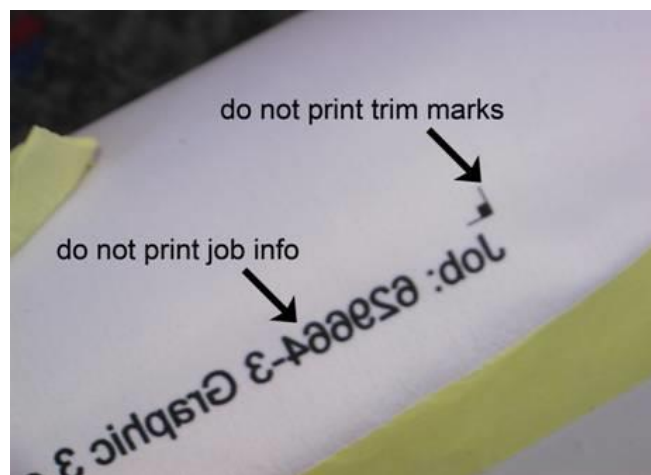 do not print trim marks
do not print job info
Job: 629664-3 Graphic 3